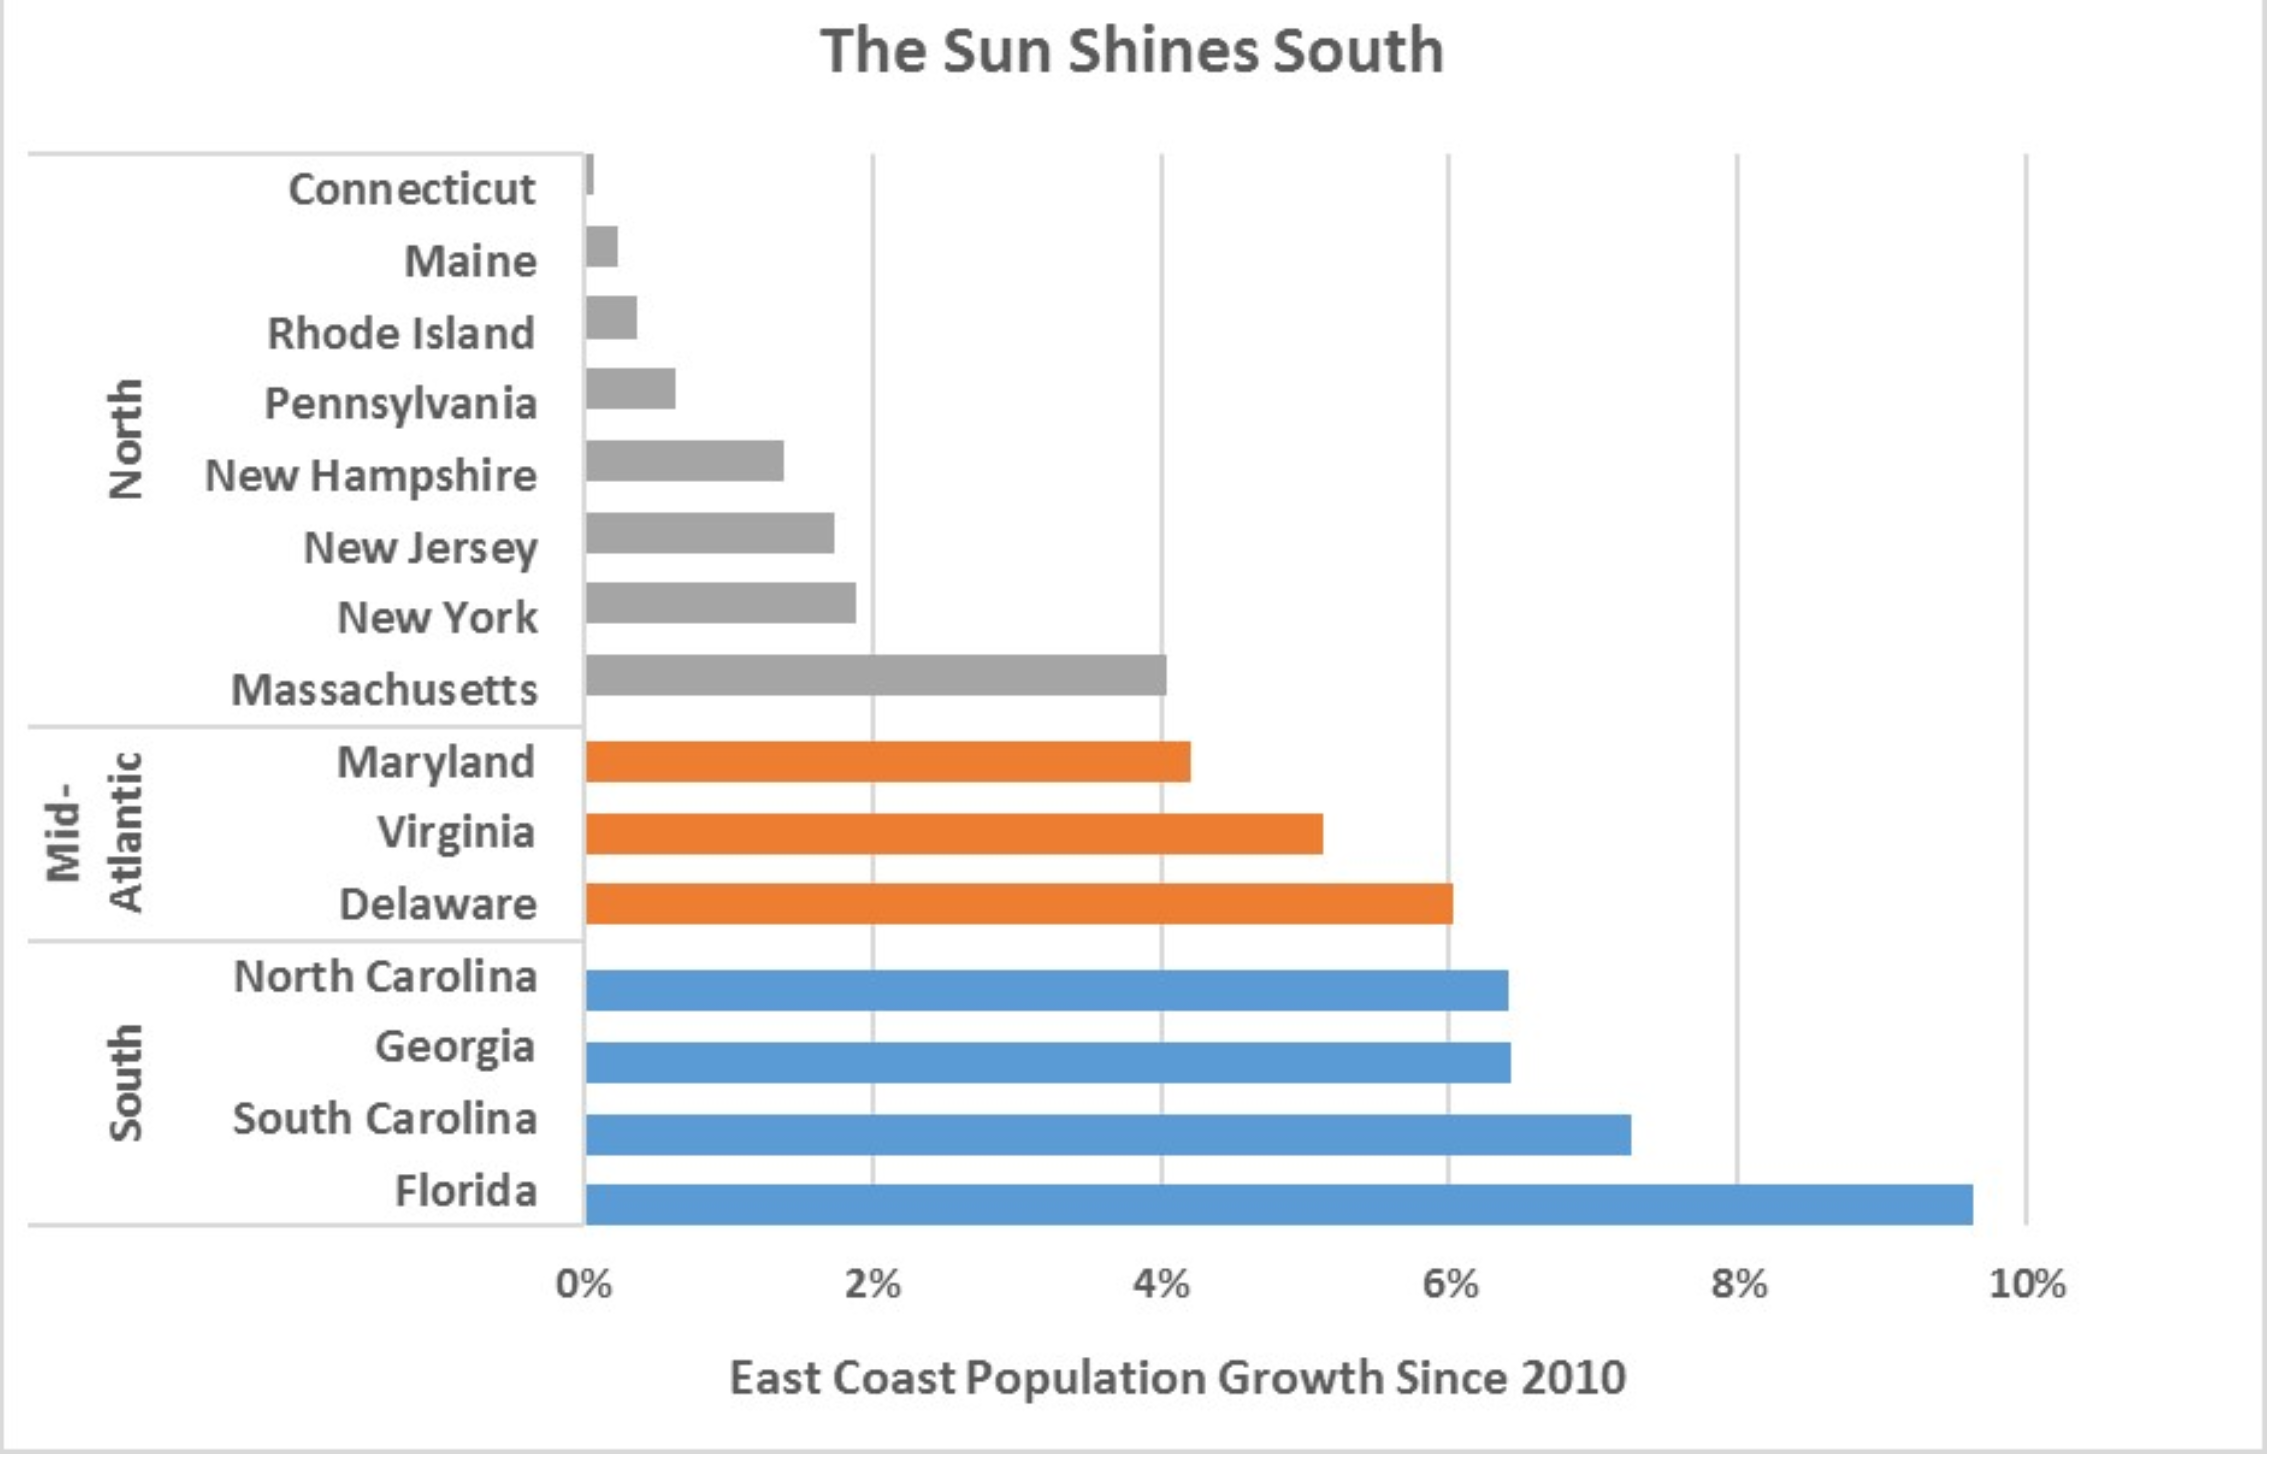 The Sun Shines South
North
Connecticut
Maine
Rhode Island
Pennsylvania
New Hampshire
New Jersey
New York
Massachusetts
Mid-
Atlantic
Maryland
Virginia
Delaware
South
North Carolina
Georgia
South Carolina
Florida
0% 2% 4% 6% 8% 10%
East Coast Population Growth Since 2010